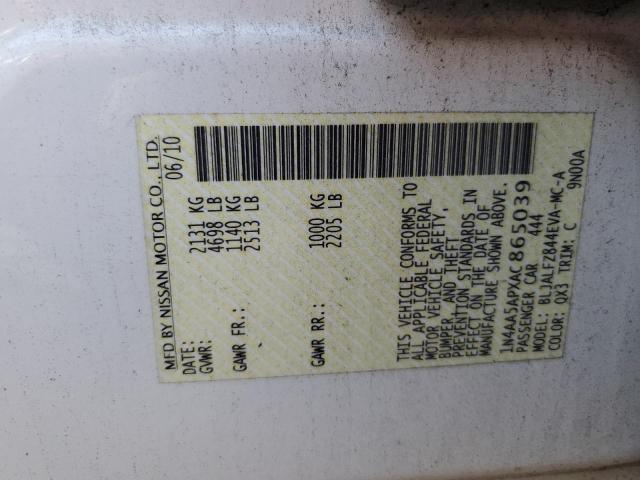 MFD BY NISSAN MOTOR CO., LTD.
DATE: 06/10
GVWR: 2131 KG
4698 LB
GAWR FR.: 1140 KG
2513 LB
GAWR RR.: 1000 KG
2205 LB
THIS VEHICLE CONFORMS TO
ALL APPLICABLE FEDERAL
MOTOR VEHICLE SAFETY,
BUMPER, AND THEFT
PREVENTION STANDARDS IN
EFFECT ON THE DATE OF
MANUFACTURE SHOWN ABOVE.
1N4AA5APXAC865039
PASSENGER CAR 444
MODEL: BLJALFZ844EVA-MC-A
COLOR: QX3 TRIM: C 9N00A